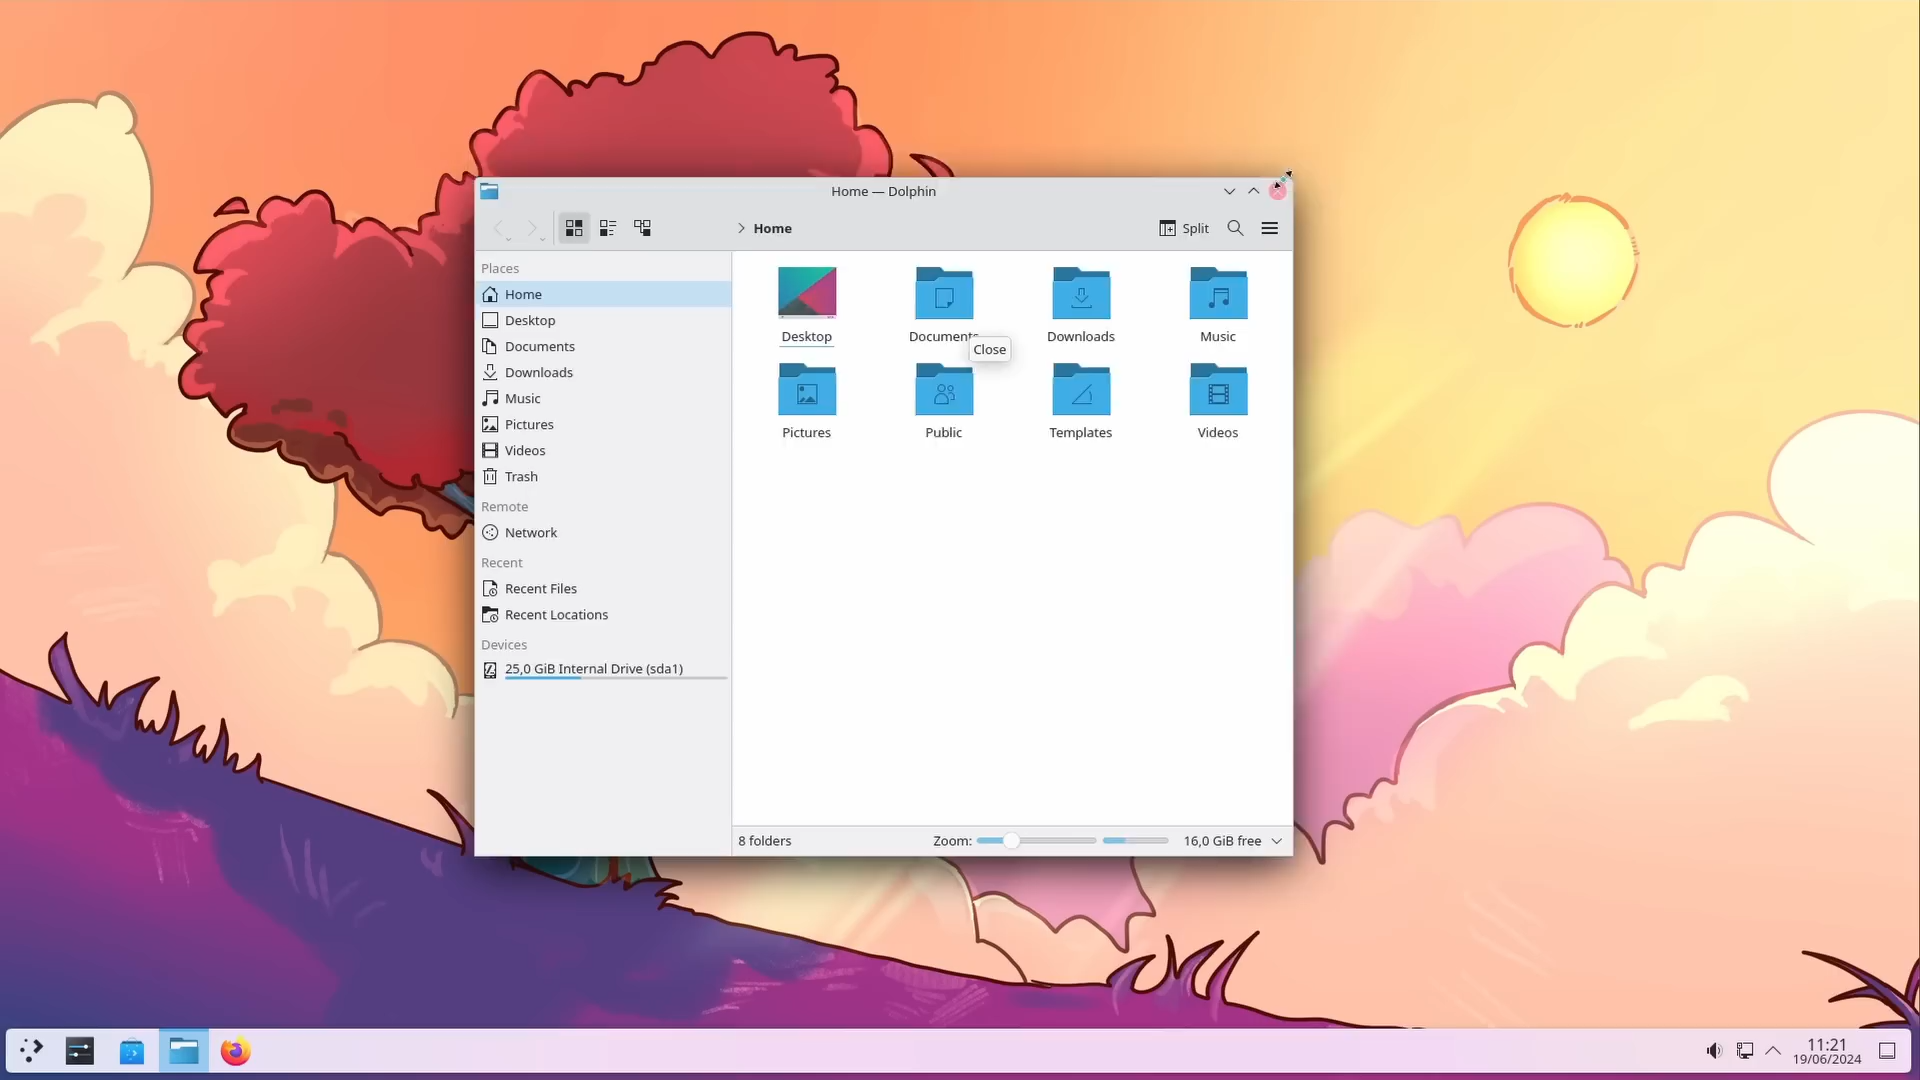 Home — Dolphin
Home
Split
Places
Home
Desktop
Documents
Downloads
Music
Pictures
Videos
Trash
Remote
Network
Recent
Recent Files
Recent Locations
Devices
25,0 GiB Internal Drive (sda1)
Desktop
Documents
Downloads
Music
Close
Pictures
Public
Templates
Videos
8 folders
Zoom:
16,0 GiB free
11:21
19/06/2024